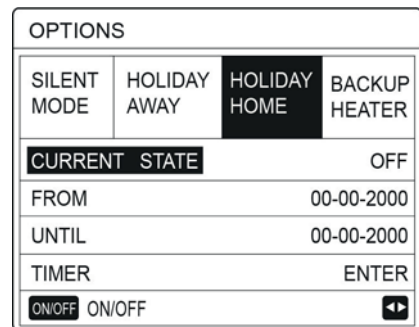 OPTIONS
SILENT MODE HOLIDAY AWAY HOLIDAY HOME BACKUP HEATER
CURRENT STATE OFF
FROM 00-00-2000
UNTIL 00-00-2000
TIMER ENTER
ON/OFF ON/OFF